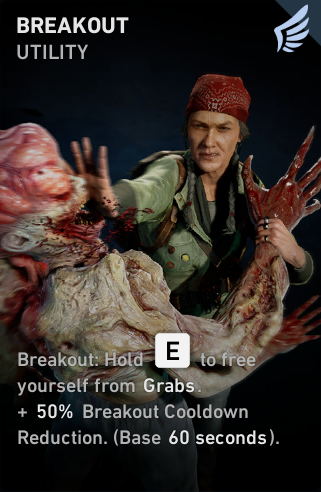 BREAKOUT
UTILITY
Breakout: Hold E to free
yourself from Grabs.
+ 50% Breakout Cooldown
Reduction. (Base 60 seconds).